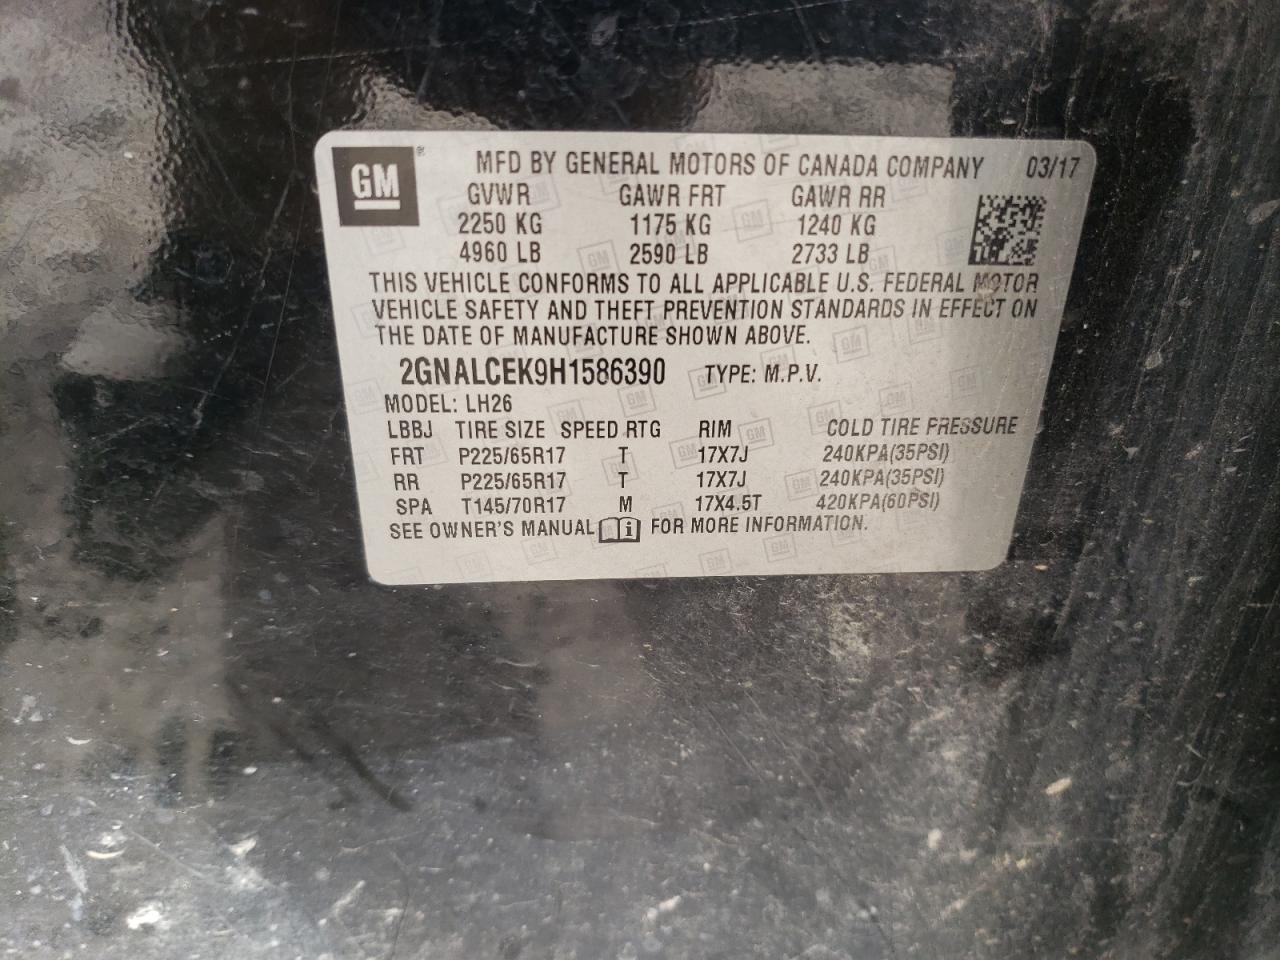 GM
MFD BY GENERAL MOTORS OF CANADA COMPANY 03/17
GVWR GAWR FRT GAWR RR
2250 KG 1175 KG 1240 KG
4960 LB 2590 LB 2733 LB
THIS VEHICLE CONFORMS TO ALL APPLICABLE U.S. FEDERAL MOTOR
VEHICLE SAFETY AND THEFT PREVENTION STANDARDS IN EFFECT ON
THE DATE OF MANUFACTURE SHOWN ABOVE.
2GNALCEK9H1586390 TYPE: M.P.V.
MODEL: LH26
LBBJ TIRE SIZE SPEED RTG RIM COLD TIRE PRESSURE
FRT P225/65R17 T 17X7J 240KPA(35PSI)
RR P225/65R17 T 17X7J 240KPA(35PSI)
SPA T145/70R17 M 17X4.5T 420KPA(60PSI)
SEE OWNER'S MANUAL FOR MORE INFORMATION.